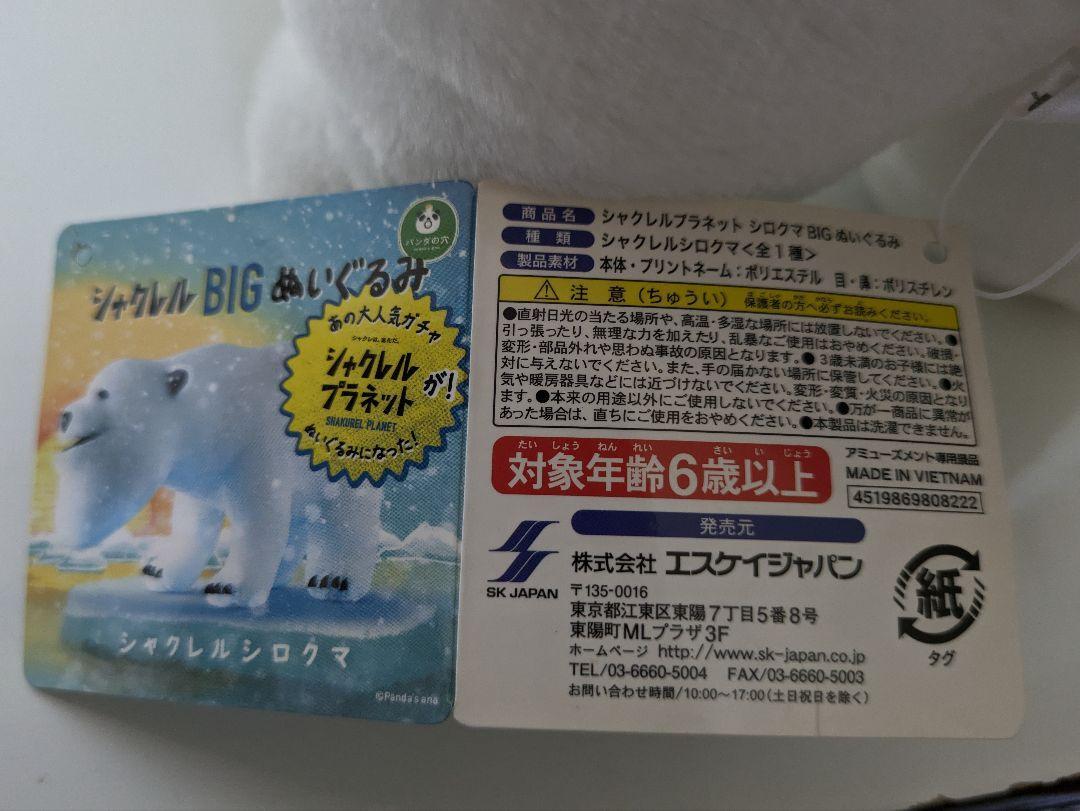 パンダの穴
シャクレル BIG ぬいぐるみ
あの大人気ガチャ
シャクレル
プラネット が!
SHAKUREL PLANET
ぬいぐるみになった!
シャクレルシロクマ
©Panda's ana
商品名 シャクレルプラネット シロクマ BIG ぬいぐるみ
種類 シャクレルシロクマ<全1種>
製品素材 本体・プリントネーム:ポリエステル 目・鼻:ポリスチレン
注意(ちゅうい) 保護者の方へ必ずお読みください。
●直射日光の当たる場所や、高温・多湿な場所には放置しないでください。●
引っ張ったり、無理な力を加えたり、乱暴なご使用はおやめください。破損・
変形・部品外れや思わぬ事故の原因となります。●3歳未満のお子様には絶
対に与えないでください。また、手の届かない場所に保管してください。●火
気や暖房器具などには近づけないでください。変形・変質・火災の原因となり
ます。●本来の用途以外にご使用しないでください。●万が一商品に異常が
あった場合は、直ちにご使用をおやめください。●本製品は洗濯できません。
たいしょう ねんれい さい いじょう
対象年齢6歳以上
アミューズメント専用景品
MADE IN VIETNAM
4519869808222
発売元
SK JAPAN
株式会社 エスケイジャパン
〒135-0016
東京都江東区東陽7丁目5番8号
東陽町MLプラザ3F
ホームページ http://www.sk-japan.co.jp
TEL/03-6660-5004 FAX/03-6660-5003
お問い合わせ時間/10:00~17:00(土日祝日を除く)
紙
タグ